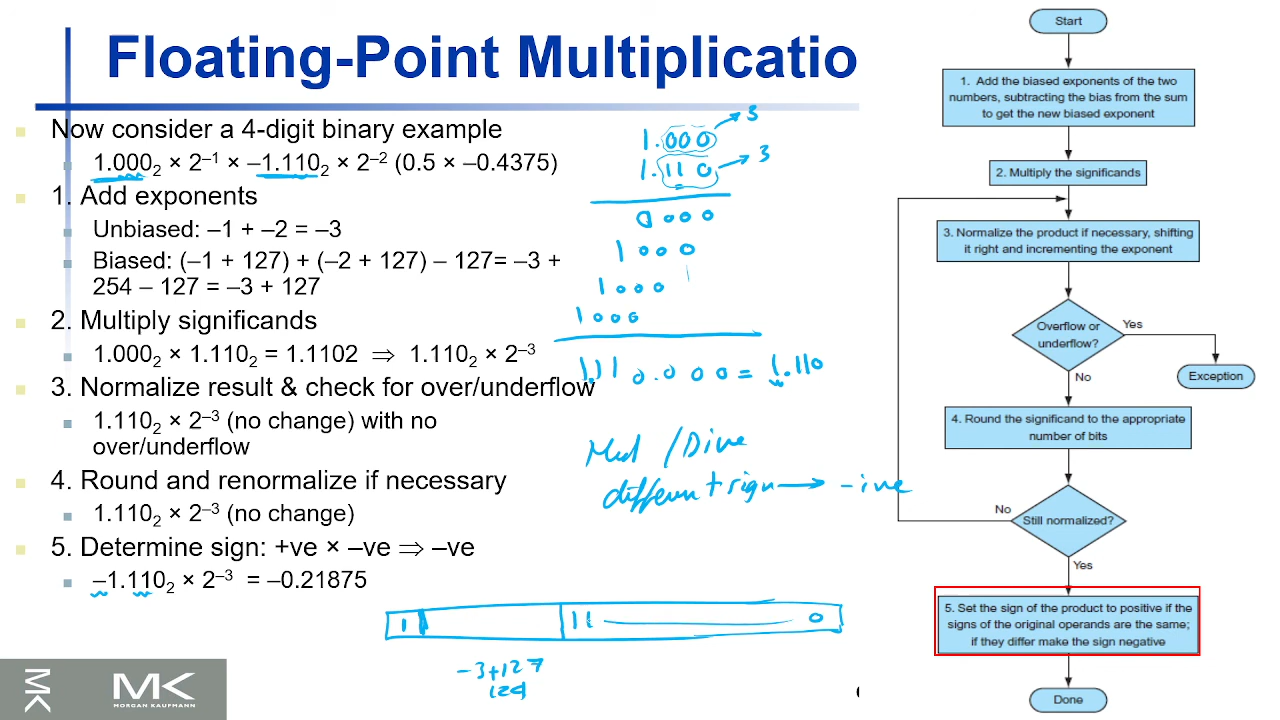 Floating-Point Multiplicatio
Now consider a 4-digit binary example
1.000₂ × 2⁻¹ × –1.110₂ × 2⁻² (0.5 × –0.4375)
1. Add exponents
Unbiased: –1 + –2 = –3
Biased: (–1 + 127) + (–2 + 127) – 127= –3 +
254 – 127 = –3 + 127
2. Multiply significands
1.000₂ × 1.110₂ = 1.1102 ⇒ 1.110₂ × 2⁻³
3. Normalize result & check for over/underflow
1.110₂ × 2⁻³ (no change) with no
over/underflow
4. Round and renormalize if necessary
1.110₂ × 2⁻³ (no change)
5. Determine sign: +ve × –ve ⇒ –ve
–1.110₂ × 2⁻³ = –0.21875
1.000 3
1.110 3
0000
1000
1000
1000
1.110.000 = 1.110
/Dive
different sign → -ive
1 11 0
-3+127
124
Start
1. Add the biased exponents of the two
numbers, subtracting the bias from the sum
to get the new biased exponent
2. Multiply the significands
3. Normalize the product if necessary, shifting
it right and incrementing the exponent
Overflow or
underflow?
Yes
Exception
No
4. Round the significand to the appropriate
number of bits
No
Still normalized?
Yes
5. Set the sign of the product to positive if the
signs of the original operands are the same;
if they differ make the sign negative
Done
MK
MK
MORGAN KAUFMANN